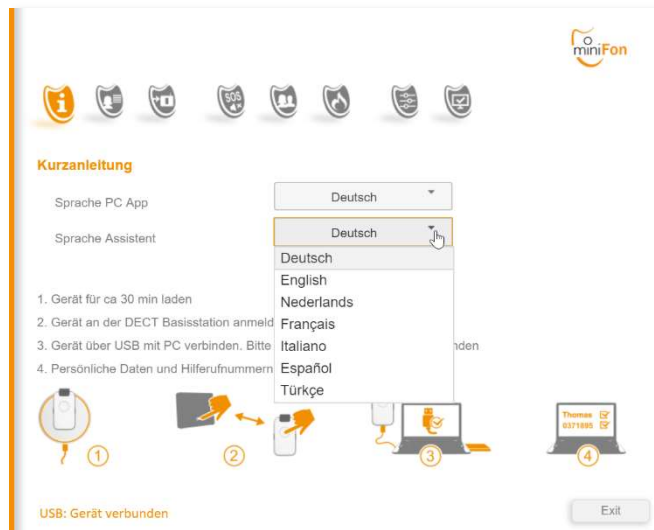 miniFon
SOS
Kurzanleitung
Sprache PC App
Deutsch
Sprache Assistent
Deutsch
Deutsch
English
Nederlands
Français
Italiano
Español
Türkçe
1. Gerät für ca 30 min laden
2. Gerät an der DECT Basisstation anmeld
3. Gerät über USB mit PC verbinden. Bitte nden
4. Persönliche Daten und Hilferufnummern
Thomas
0371895
1
2
3
4
USB: Gerät verbunden
Exit